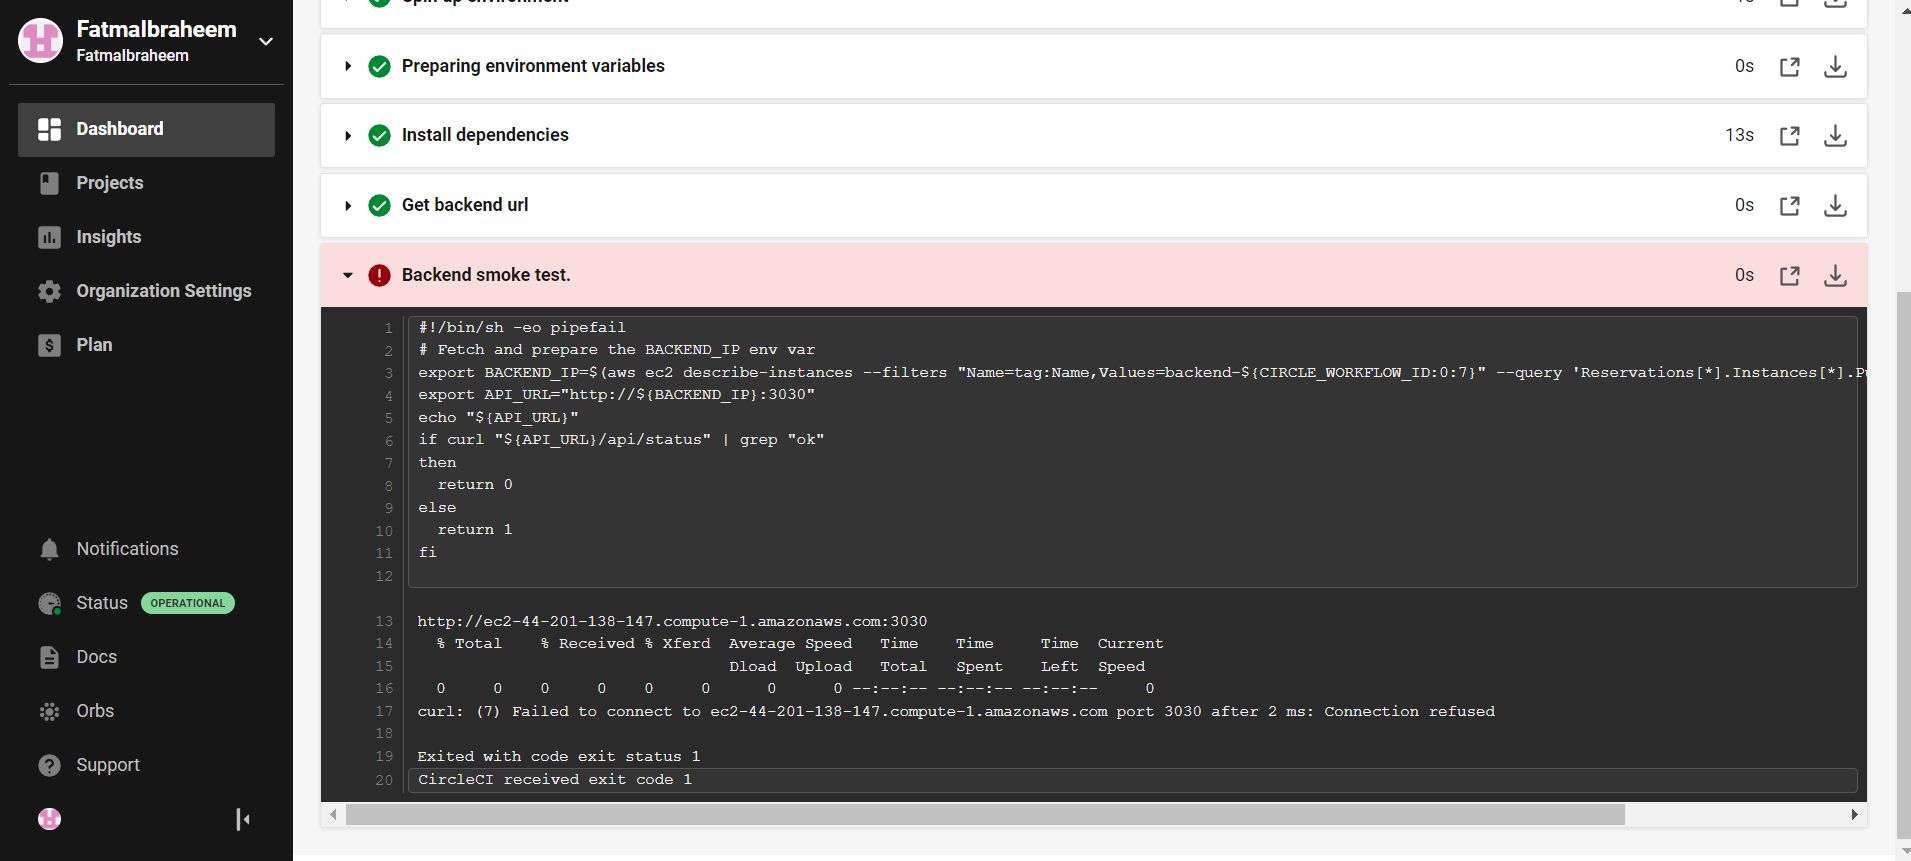 FatmaIbraheem
FatmaIbraheem
Dashboard
Projects
Insights
Organization Settings
Plan
Notifications
Status OPERATIONAL
Docs
Orbs
Support
Spin up environment
Preparing environment variables 0s
Install dependencies 13s
Get backend url 0s
Backend smoke test. 0s
1 #!/bin/sh -eo pipefail
2 # Fetch and prepare the BACKEND_IP env var
3 export BACKEND_IP=$(aws ec2 describe-instances --filters "Name=tag:Name,Values=backend-${CIRCLE_WORKFLOW_ID:0:7}" --query 'Reservations[*].Instances[*].Pu
4 export API_URL="http://${BACKEND_IP}:3030"
5 echo "${API_URL}"
6 if curl "${API_URL}/api/status" | grep "ok"
7 then
8 return 0
9 else
10 return 1
11 fi
12
13 http://ec2-44-201-138-147.compute-1.amazonaws.com:3030
14 % Total % Received % Xferd Average Speed Time Time Time Current
15 Dload Upload Total Spent Left Speed
16 0 0 0 0 0 0 0 0 --:--:-- --:--:-- --:--:-- 0
17 curl: (7) Failed to connect to ec2-44-201-138-147.compute-1.amazonaws.com port 3030 after 2 ms: Connection refused
18
19 Exited with code exit status 1
20 CircleCI received exit code 1